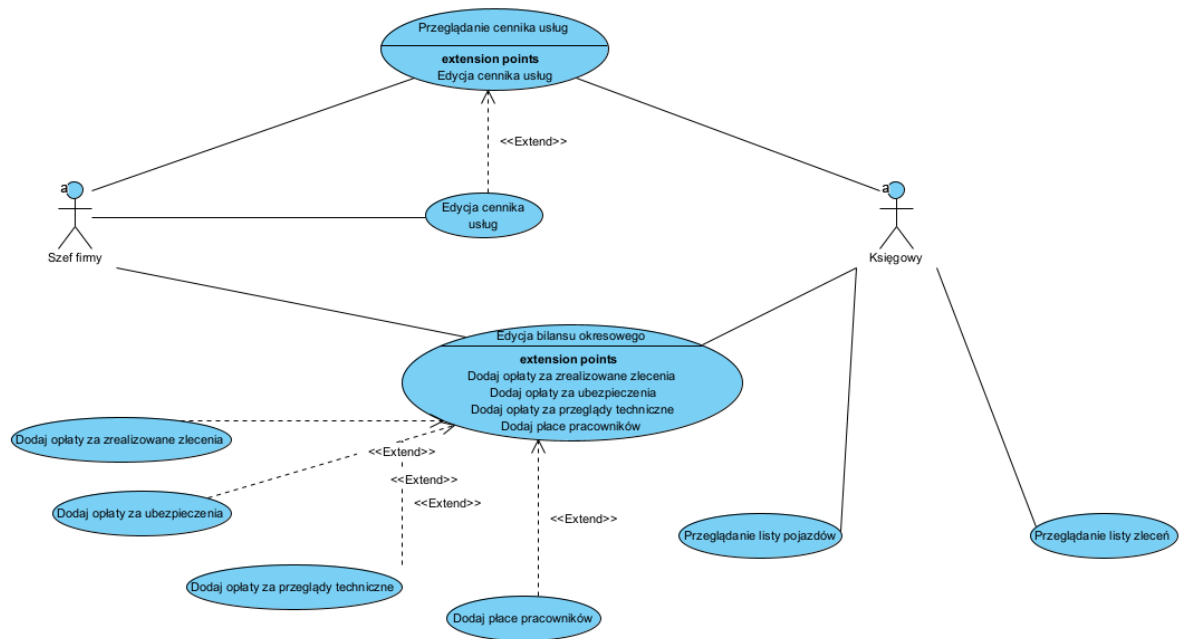 Przeglądanie cennika usług
extension points
Edycja cennika usług
<<Extend>>
a
a
Edycja cennika
usług
Szef firmy
Księgowy
Edycja bilansu okresowego
extension points
Dodaj opłaty za zrealizowane zlecenia
Dodaj opłaty za ubezpieczenia
Dodaj opłaty za przeglądy techniczne
Dodaj płace pracowników
Dodaj opłaty za zrealizowane zlecenia
<<Extend>>
<<Extend>>
<<Extend>>
Dodaj opłaty za ubezpieczenia
<<Extend>>
Przeglądanie listy pojazdów
Przeglądanie listy zleceń
Dodaj opłaty za przeglądy techniczne
Dodaj płace pracowników